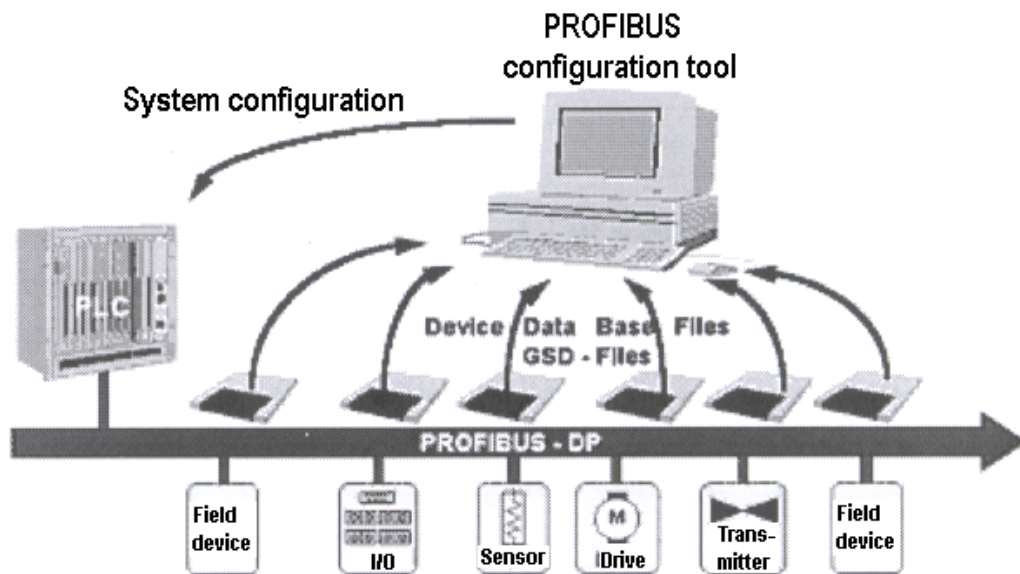 PROFIBUS
configuration tool
System configuration
PLC
Device Data Base Files
GSD - Files
PROFIBUS - DP
Field
device
I/O
Sensor
M
Drive
Trans-
mitter
Field
device